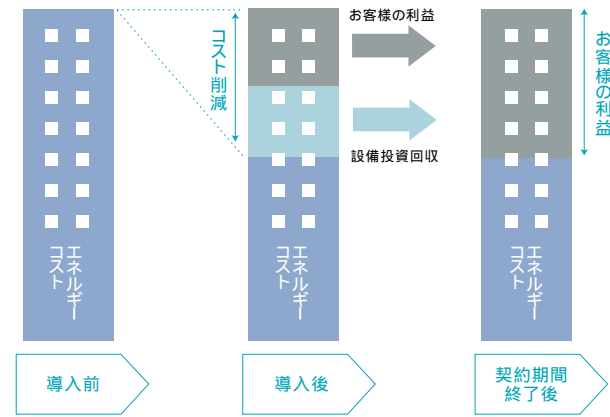 エネルギー
コスト
導入前
コスト削減
お客様の利益
設備投資回収
エネルギー
コスト
導入後
お客様の利益
エネルギー
コスト
契約期間
終了後